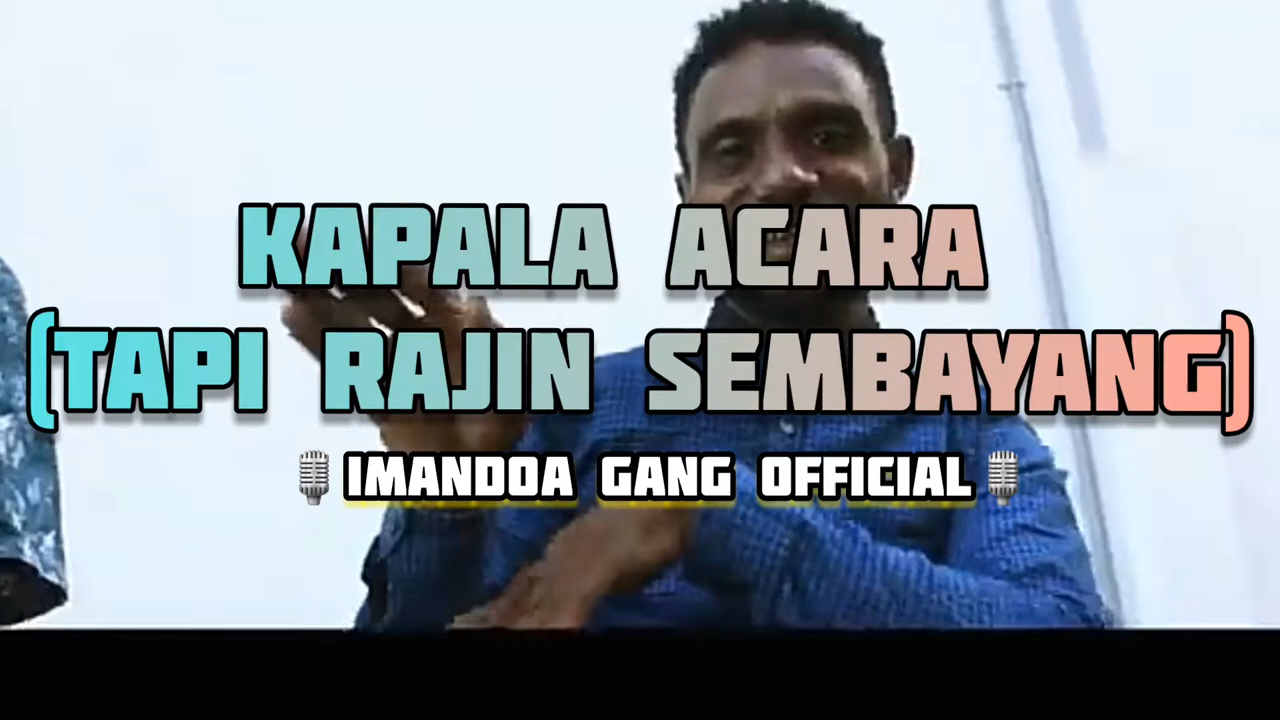 KAPALA ACARA
(TAPI RAJIN SEMBAYANG)
🎙️IMANDOA GANG OFFICIAL🎙️